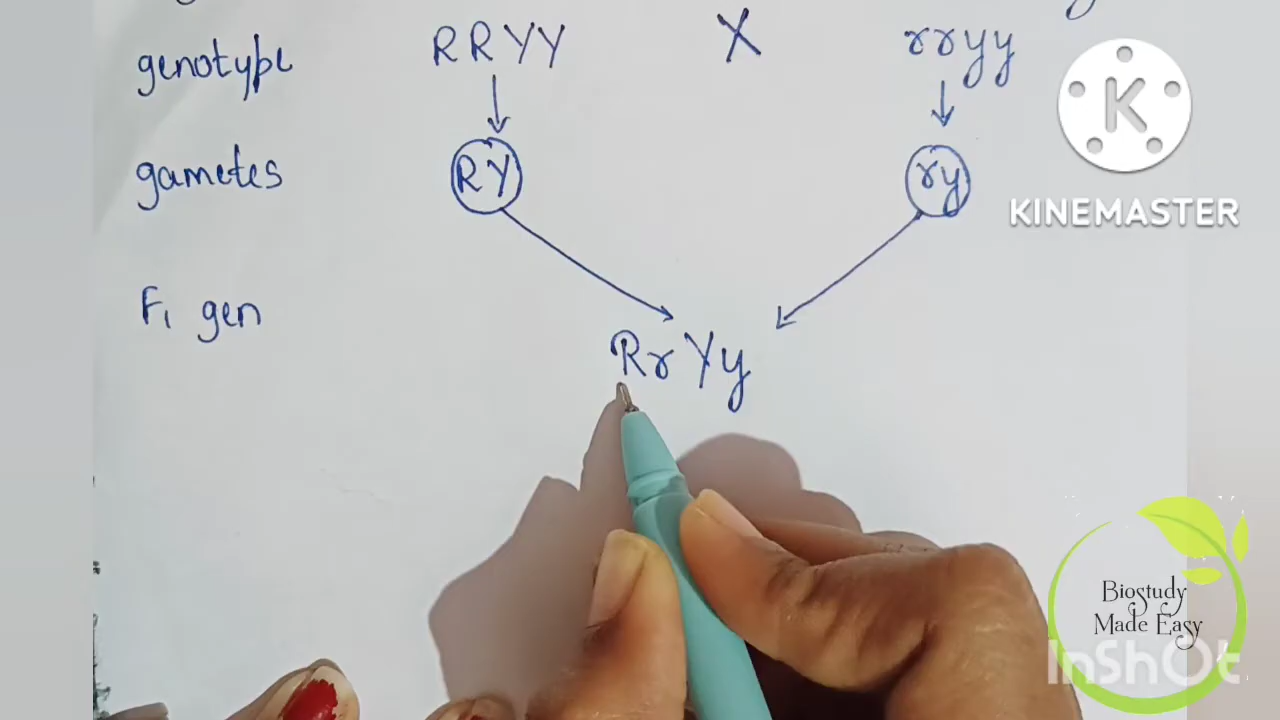 genotype RRYY X rryy
gametes RY ry
F1 gen
RrYy
KINEMASTER
Biostudy
Made Easy
InShOt